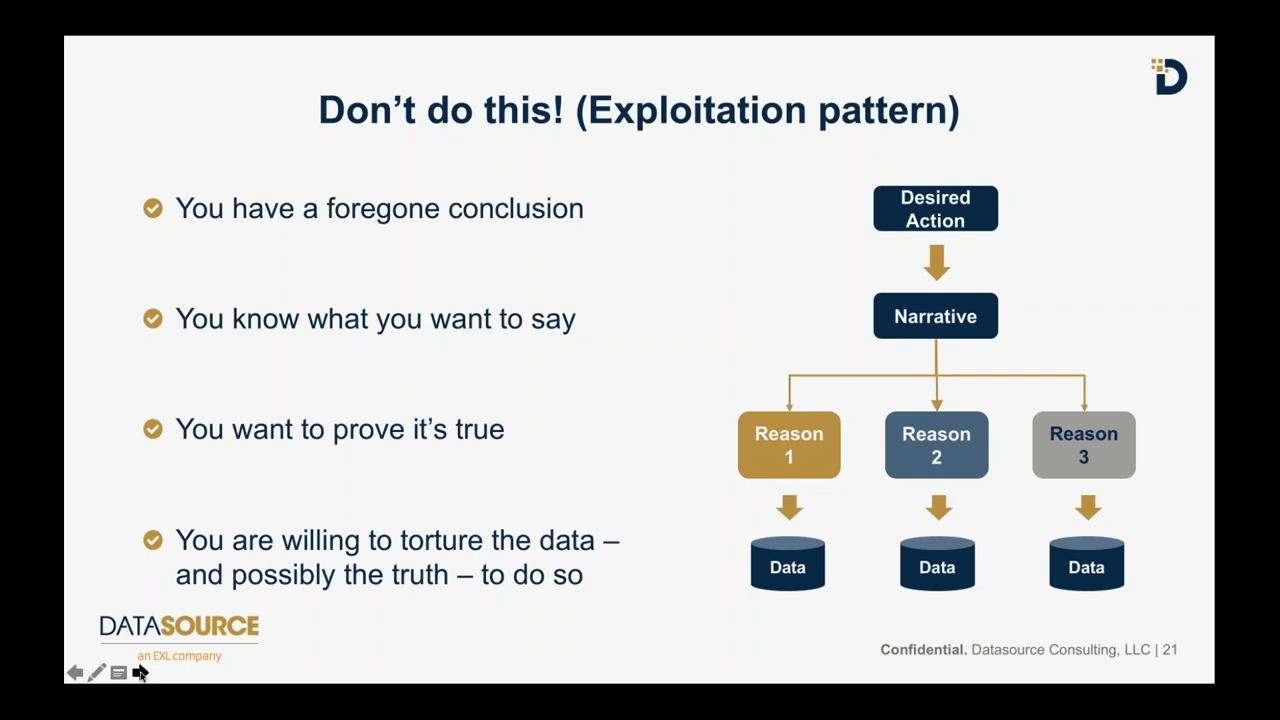 Don't do this! (Exploitation pattern)
You have a foregone conclusion
You know what you want to say
You want to prove it's true
You are willing to torture the data –
and possibly the truth – to do so
Desired
Action
Narrative
Reason
1
Reason
2
Reason
3
Data
Data
Data
DATASOURCE
an EXL company
Confidential. Datasource Consulting, LLC | 21